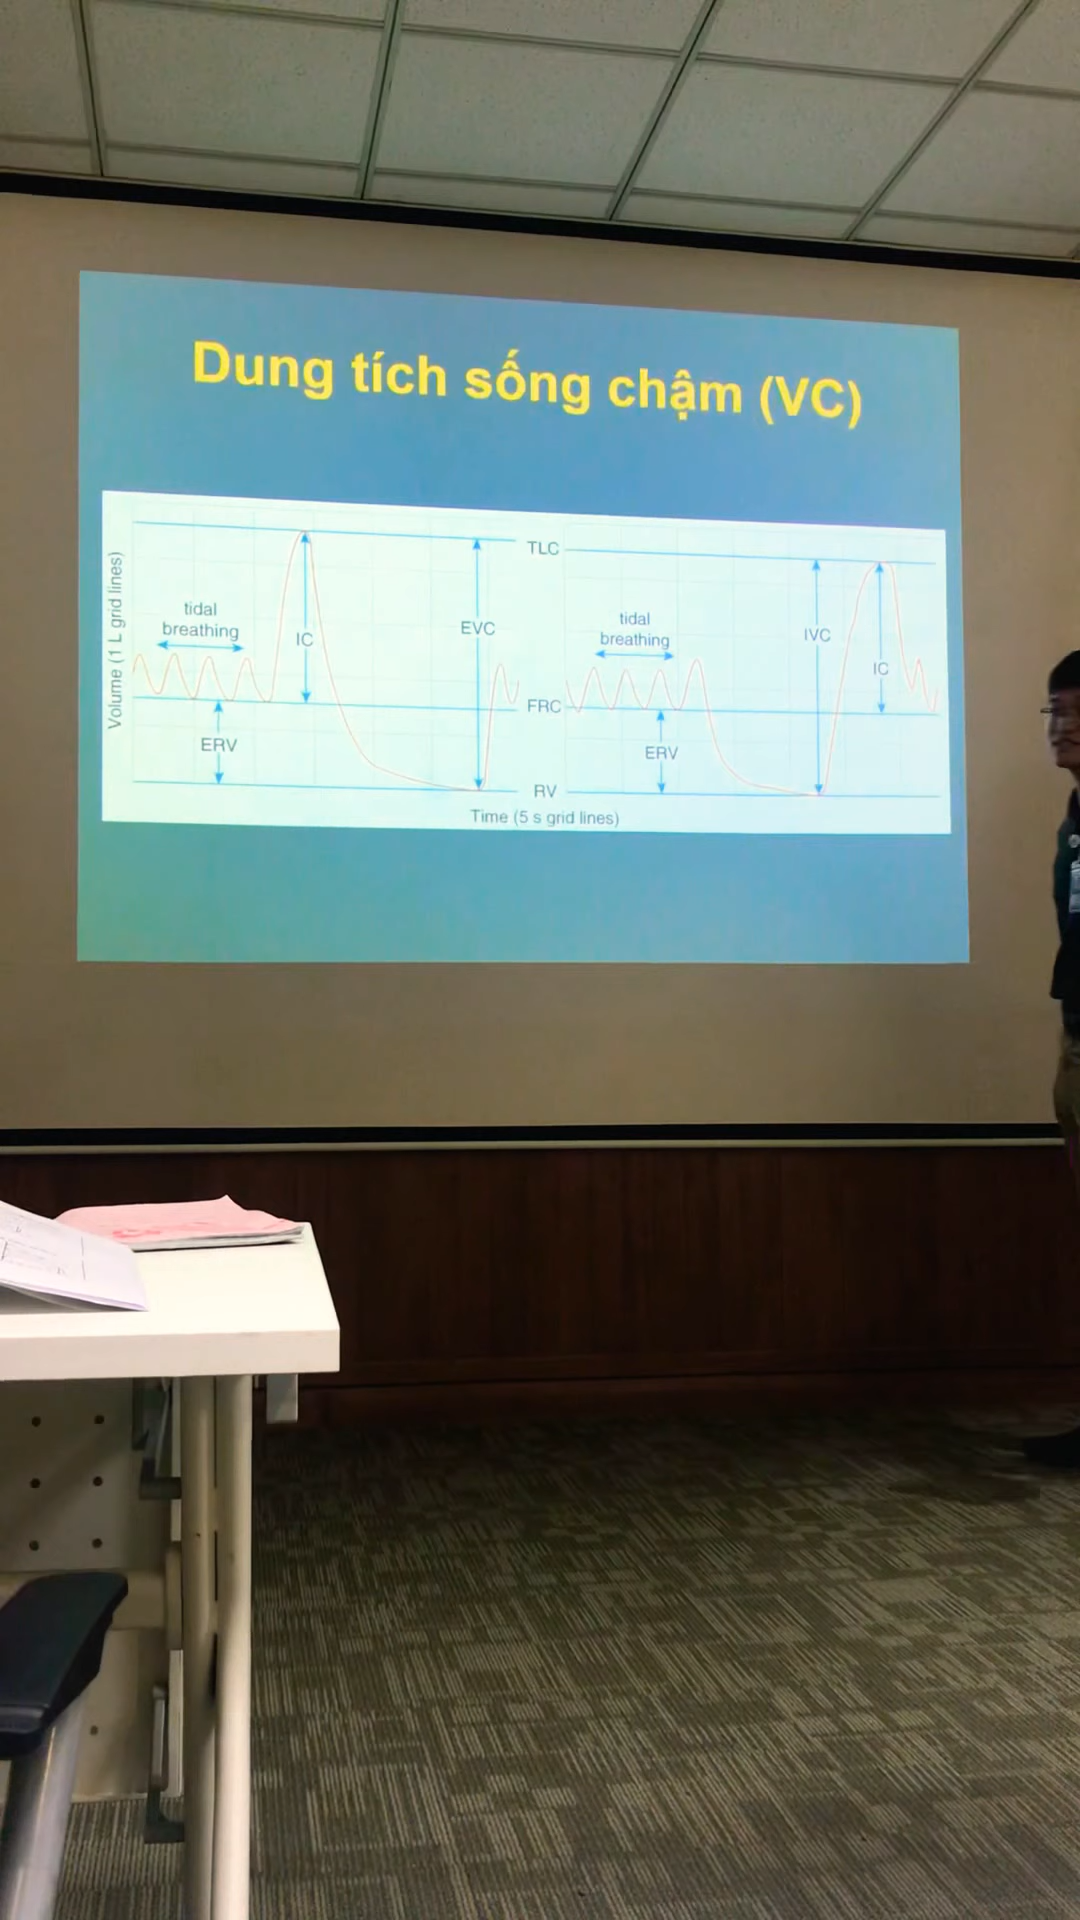 Dung tích sống chậm (VC)
Volume (1 L grid lines)
tidal
breathing
IC
ERV
EVC
TLC
FRC
RV
tidal
breathing
ERV
IVC
IC
Time (5 s grid lines)